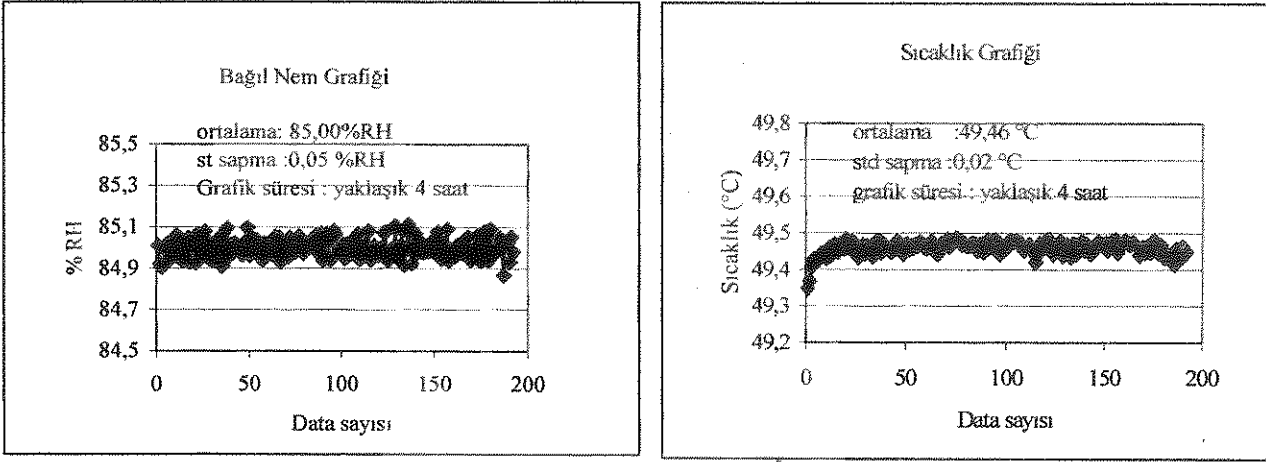 Bağıl Nem Grafiği
ortalama: 85,00%RH
st sapma :0,05 %RH
Grafik süresi : yaklaşık 4 saat
85,5
85,3
85,1
84,9
84,7
84,5
% RH
0 50 100 150 200
Data sayısı
Sıcaklık Grafiği
ortalama :49,46 °C
std sapma :0,02 °C
grafik süresi : yaklaşık 4 saat
49,8
49,7
49,6
49,5
49,4
49,3
49,2
Sıcaklık (°C)
0 50 100 150 200
Data sayısı